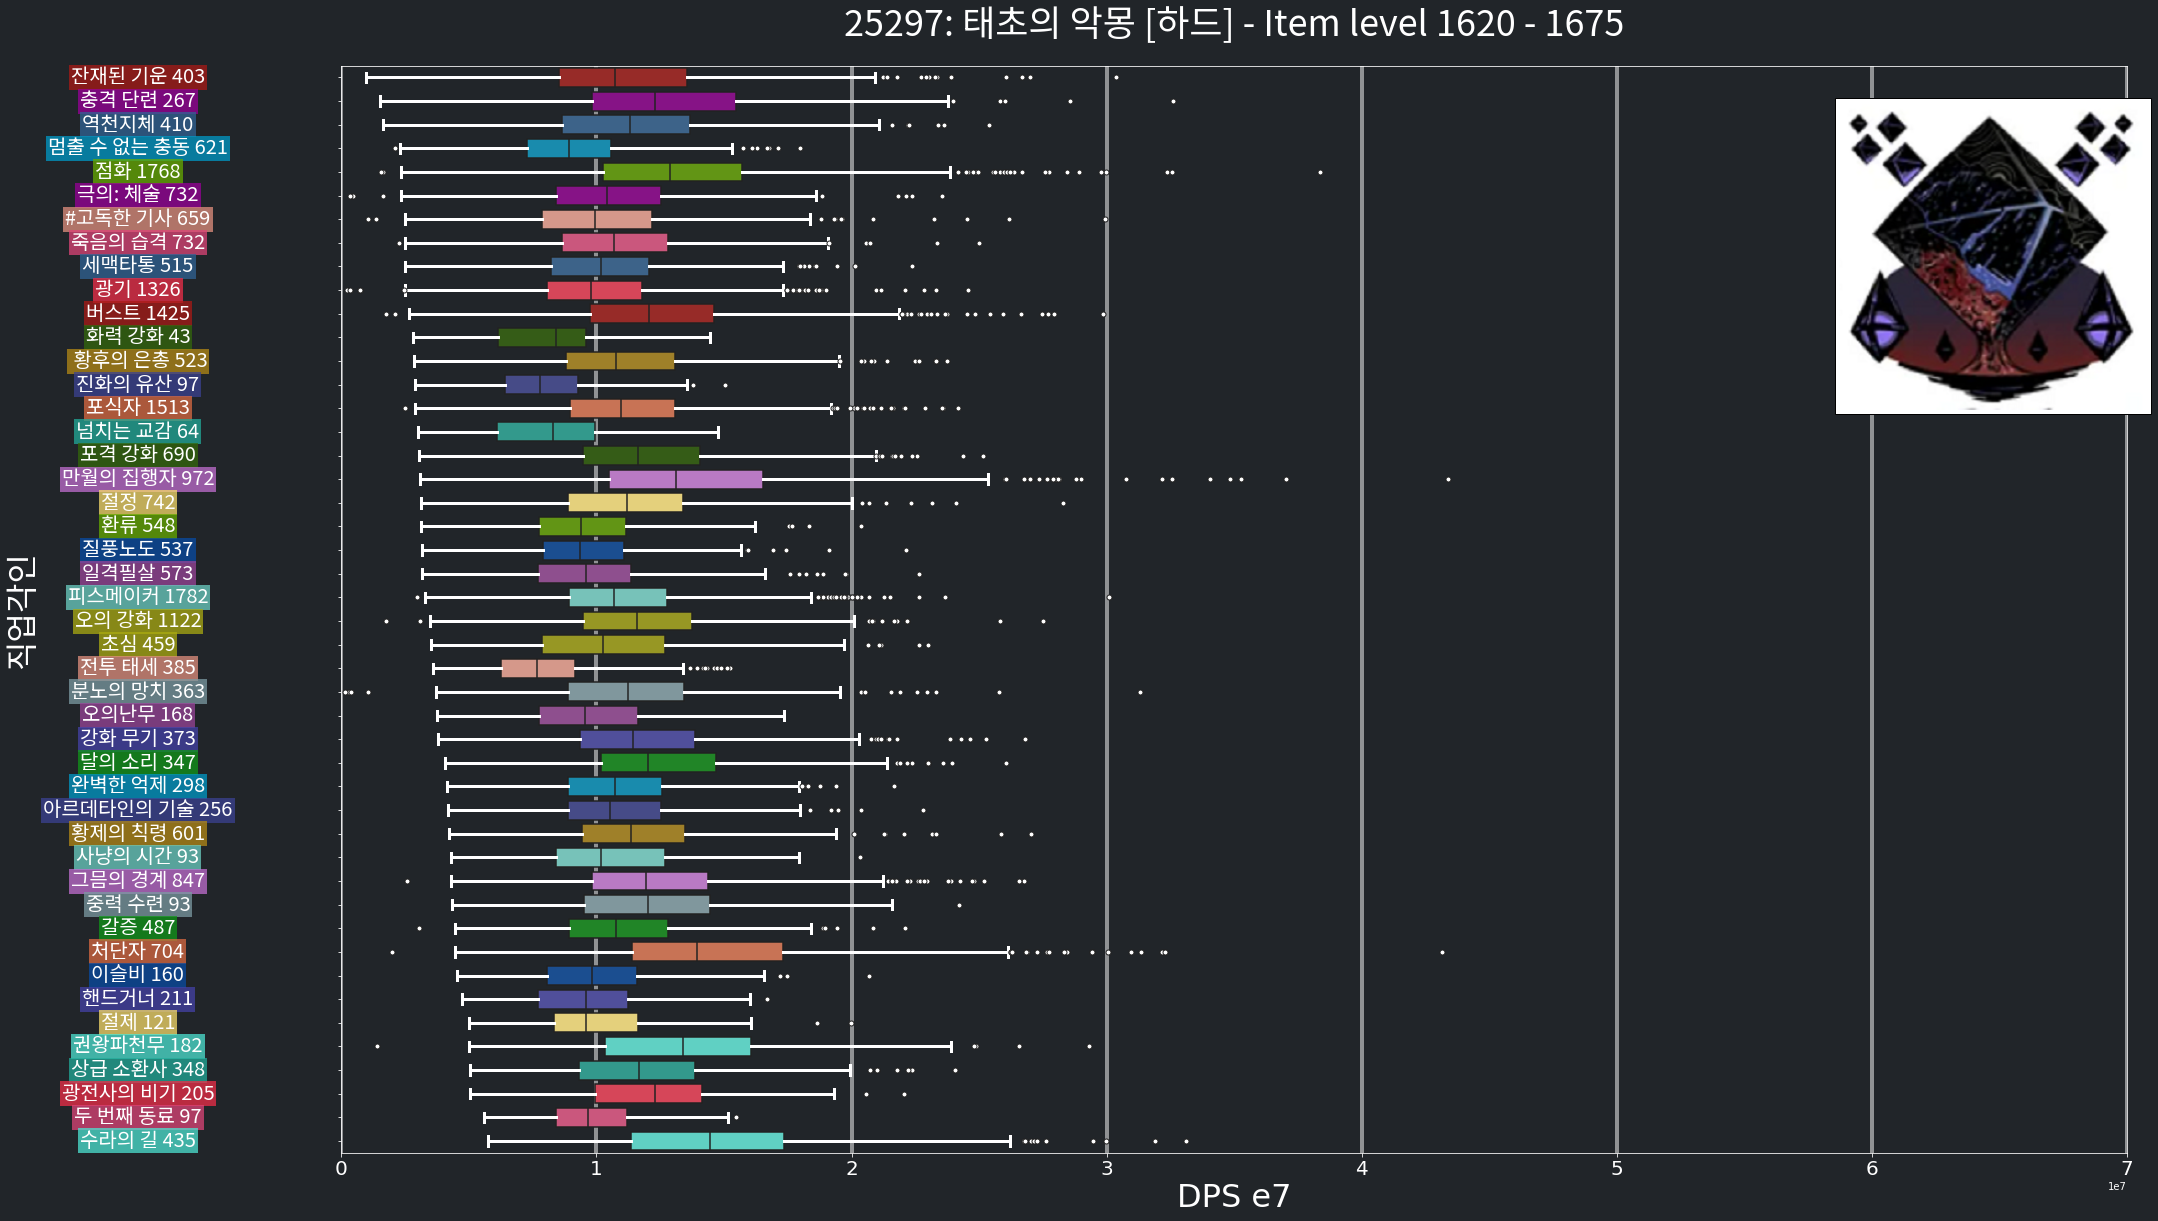 25297: 태초의 악몽 [하드] - Item level 1620 - 1675
직업각인
잔재된 기운 403
충격 단련 267
역천지체 410
멈출 수 없는 충동 621
점화 1768
극의: 체술 732
#고독한 기사 659
죽음의 습격 732
세맥타통 515
광기 1326
버스트 1425
화력 강화 43
황후의 은총 523
진화의 유산 97
포식자 1513
넘치는 교감 64
포격 강화 690
만월의 집행자 972
절정 742
환류 548
질풍노도 537
일격필살 573
피스메이커 1782
오의 강화 1122
초심 459
전투 태세 385
분노의 망치 363
오의난무 168
강화 무기 373
달의 소리 347
완벽한 억제 298
아르데타인의 기술 256
황제의 칙령 601
사냥의 시간 93
그믐의 경계 847
중력 수련 93
갈증 487
처단자 704
이슬비 160
핸드거너 211
절제 121
권왕파천무 182
상급 소환사 348
광전사의 비기 205
두 번째 동료 97
수라의 길 435
0 1 2 3 4 5 6 7
1e7
DPS e7